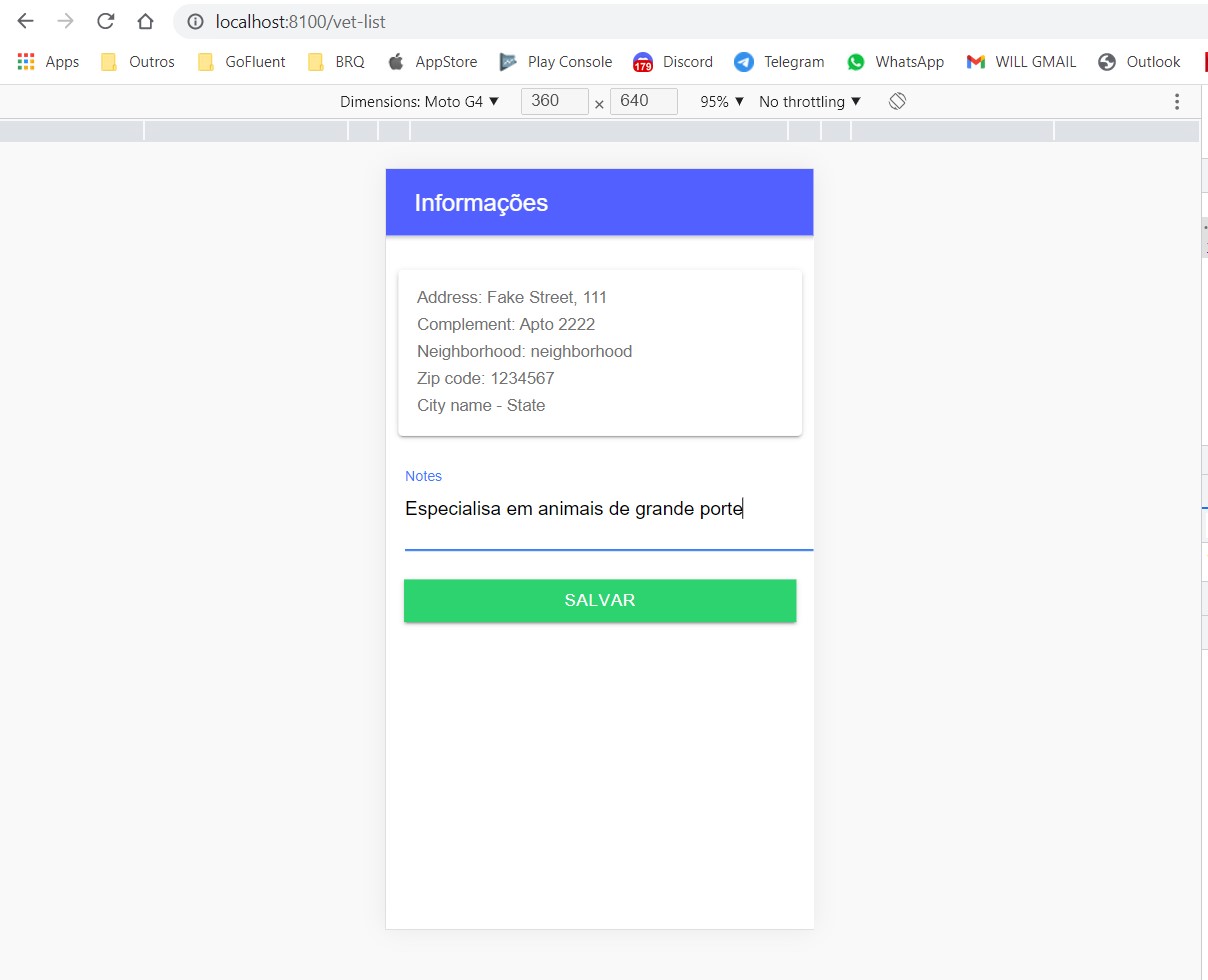 localhost:8100/vet-list
Apps Outros GoFluent BRQ AppStore Play Console 179 Discord Telegram WhatsApp WILL GMAIL Outlook
Dimensions: Moto G4 ▼ 360 × 640 95% ▼ No throttling ▼
Informações
Address: Fake Street, 111
Complement: Apto 2222
Neighborhood: neighborhood
Zip code: 1234567
City name - State
Notes
Especialisa em animais de grande porte
SALVAR